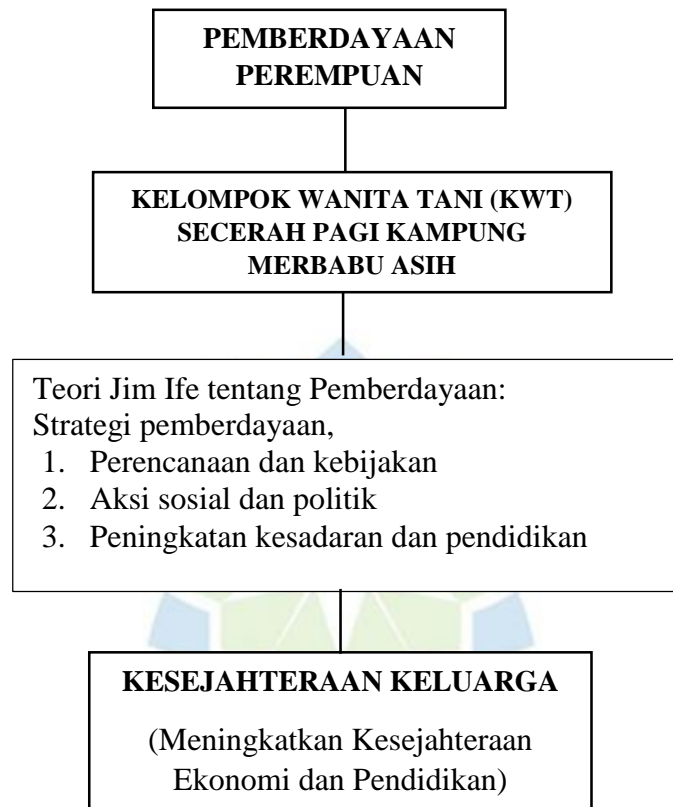 PEMBERDAYAAN
PEREMPUAN
KELOMPOK WANITA TANI (KWT)
SECERAH PAGI KAMPUNG
MERBABU ASIH
Teori Jim Ife tentang Pemberdayaan:
Strategi pemberdayaan,
1. Perencanaan dan kebijakan
2. Aksi sosial dan politik
3. Peningkatan kesadaran dan pendidikan
KESEJAHTERAAN KELUARGA
(Meningkatkan Kesejahteraan
Ekonomi dan Pendidikan)